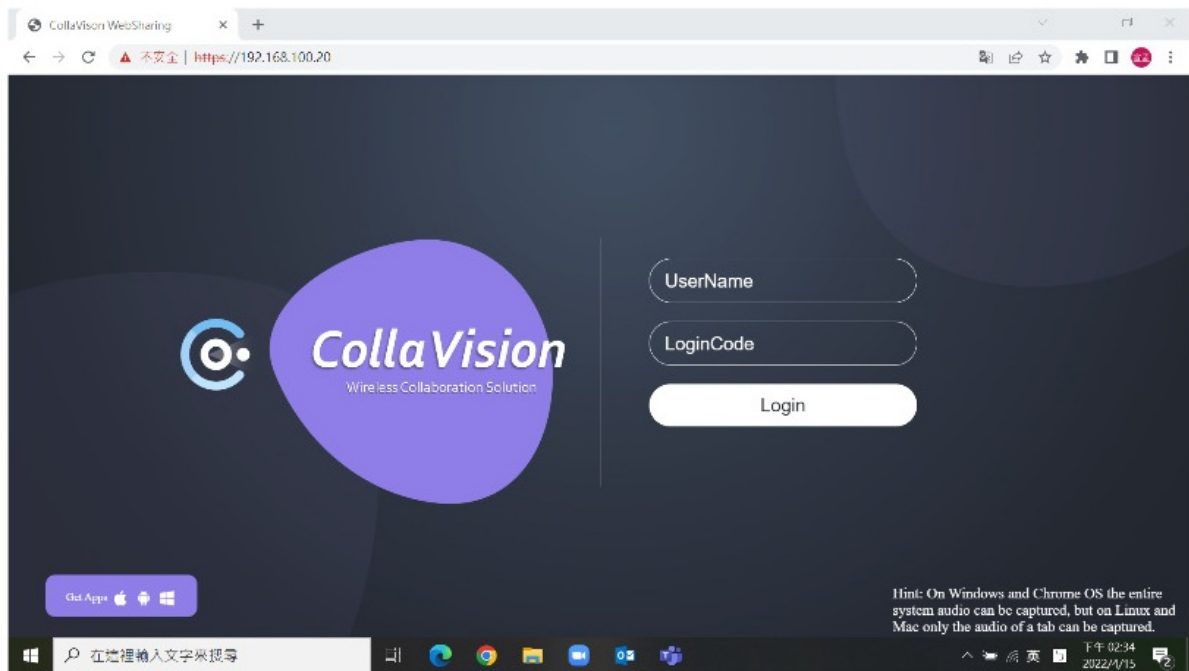 CollaVison WebSharing
不安全 | https://192.168.100.20
CollaVision
Wireless Collaboration Solution
UserName
LoginCode
Login
Get Apps
Hint: On Windows and Chrome OS the entire
system audio can be captured, but on Linux and
Mac only the audio of a tab can be captured.
在這裡輸入文字來搜尋
英
下午 02:34
2022/4/15
2